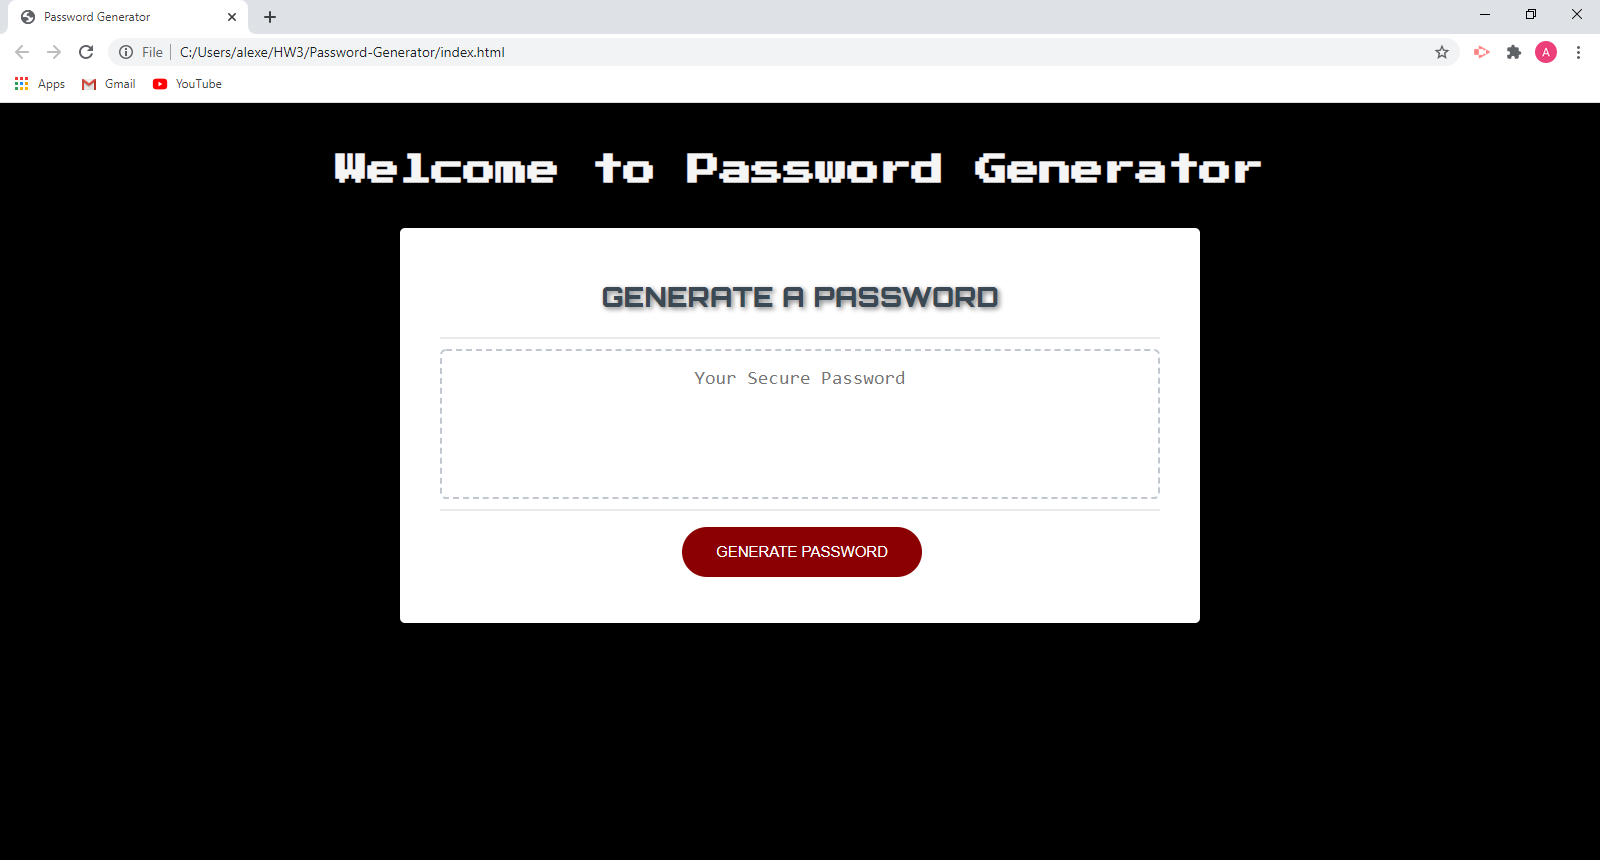 Password Generator
File C:/Users/alexe/HW3/Password-Generator/index.html
A
Apps Gmail YouTube
Welcome to Password Generator
GENERATE A PASSWORD
Your Secure Password
GENERATE PASSWORD